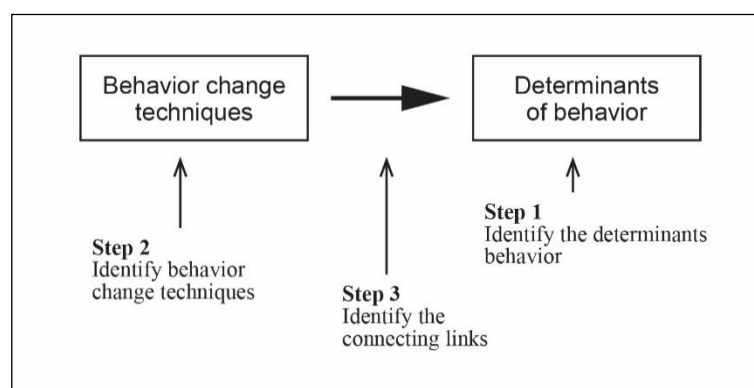 Behavior change
techniques
Determinants
of behavior
Step 2
Identify behavior
change techniques
Step 3
Identify the
connecting links
Step 1
Identify the determinants
behavior